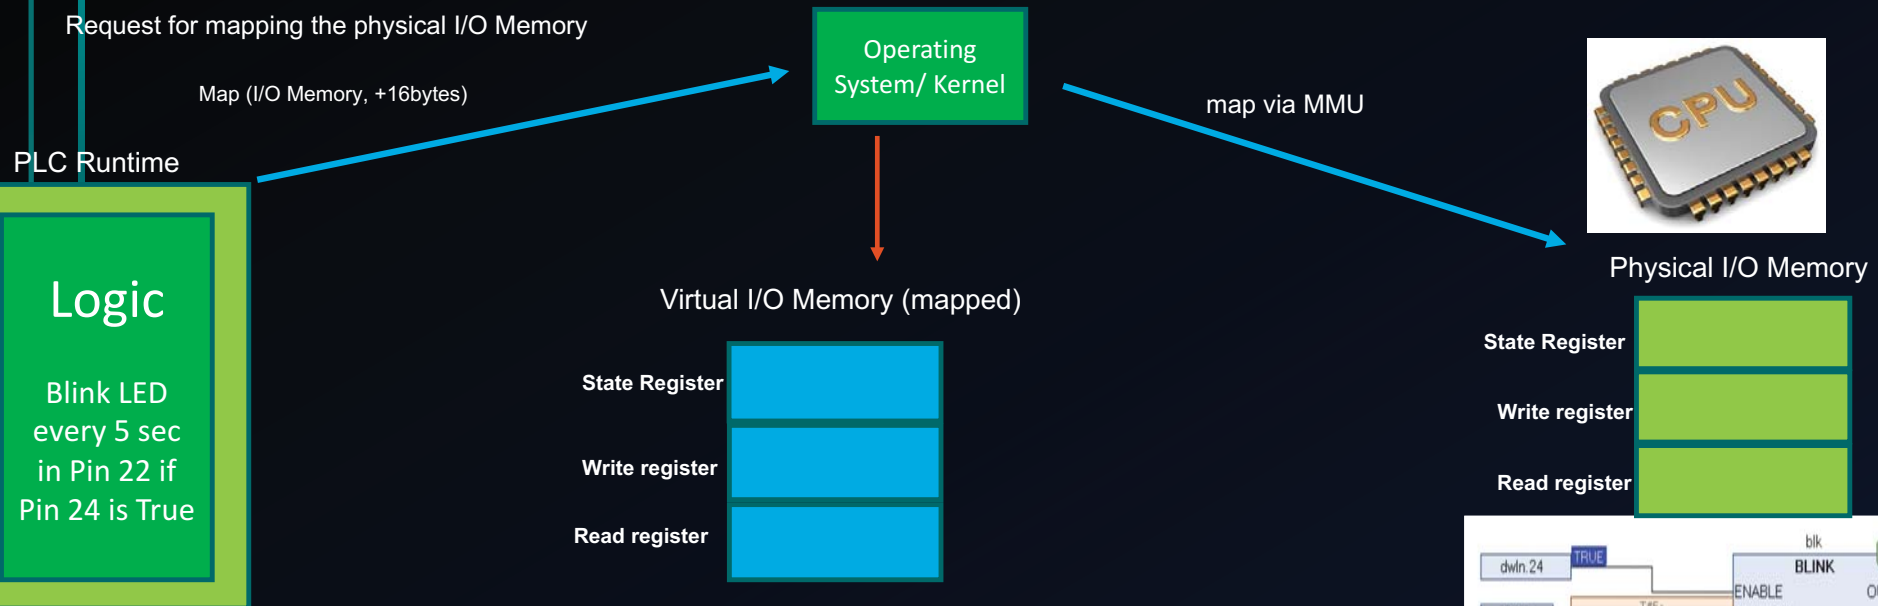 Request for mapping the physical I/O Memory
Map (I/O Memory, +16bytes)
Operating
System/ Kernel
map via MMU
CPU
PLC Runtime
Logic
Blink LED
every 5 sec
in Pin 22 if
Pin 24 is True
Virtual I/O Memory (mapped)
State Register
Write register
Read register
Physical I/O Memory
State Register
Write register
Read register
blk
dwIn.24
TRUE
BLINK
ENABLE